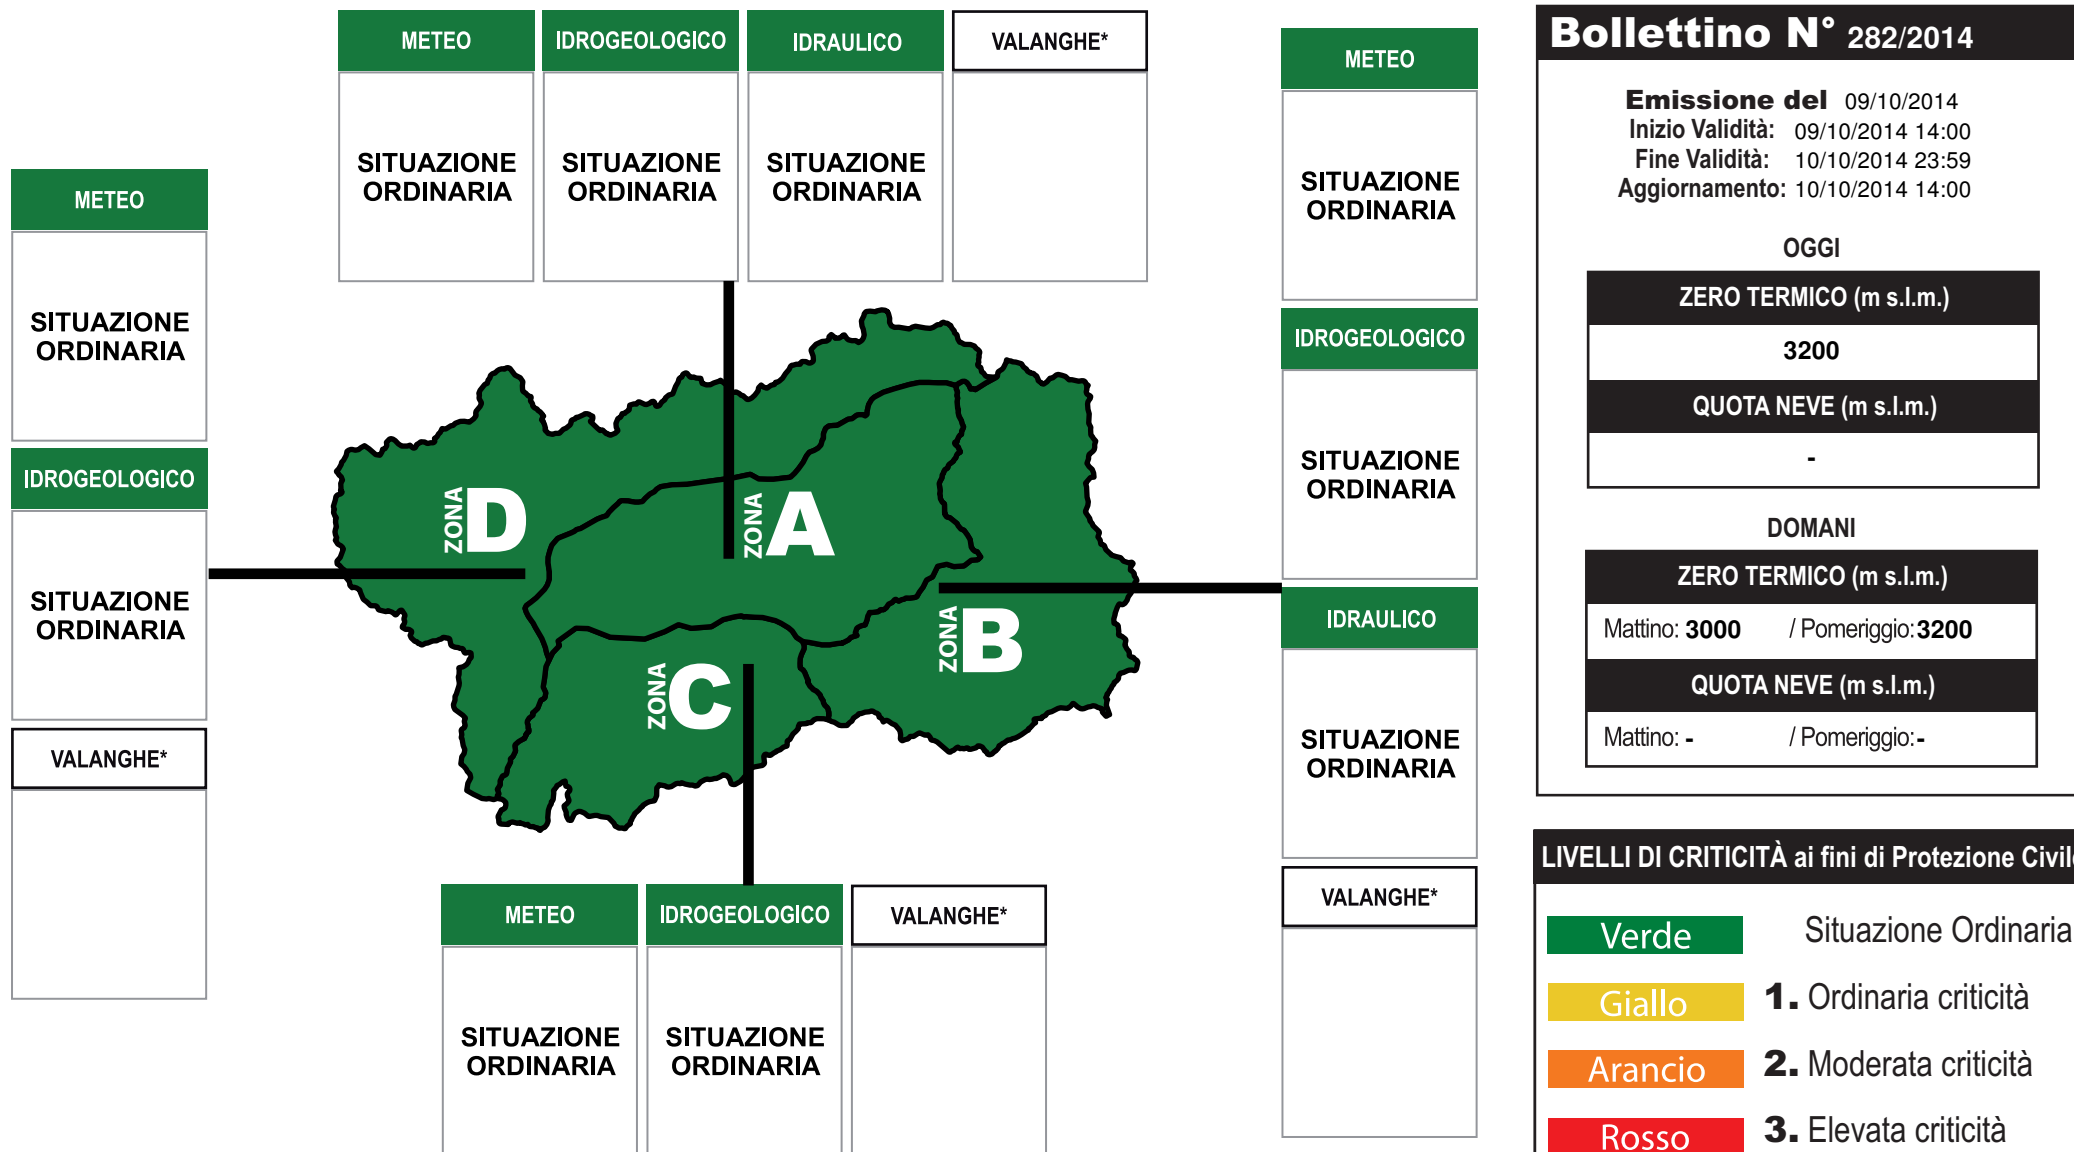 METEO
IDROGEOLOGICO
IDRAULICO
VALANGHE*
SITUAZIONE
ORDINARIA
SITUAZIONE
ORDINARIA
SITUAZIONE
ORDINARIA
METEO
SITUAZIONE
ORDINARIA
IDROGEOLOGICO
SITUAZIONE
ORDINARIA
VALANGHE*
ZONA D
ZONA A
ZONA B
ZONA C
METEO
SITUAZIONE
ORDINARIA
IDROGEOLOGICO
SITUAZIONE
ORDINARIA
IDRAULICO
SITUAZIONE
ORDINARIA
VALANGHE*
METEO
IDROGEOLOGICO
VALANGHE*
SITUAZIONE
ORDINARIA
SITUAZIONE
ORDINARIA
Bollettino N° 282/2014
Emissione del 09/10/2014
Inizio Validità: 09/10/2014 14:00
Fine Validità: 10/10/2014 23:59
Aggiornamento: 10/10/2014 14:00
OGGI
ZERO TERMICO (m s.l.m.)
3200
QUOTA NEVE (m s.l.m.)
-
DOMANI
ZERO TERMICO (m s.l.m.)
Mattino: 3000 / Pomeriggio: 3200
QUOTA NEVE (m s.l.m.)
Mattino: - / Pomeriggio: -
LIVELLI DI CRITICITÀ ai fini di Protezione Civile
Verde Situazione Ordinaria
Giallo 1. Ordinaria criticità
Arancio 2. Moderata criticità
Rosso 3. Elevata criticità